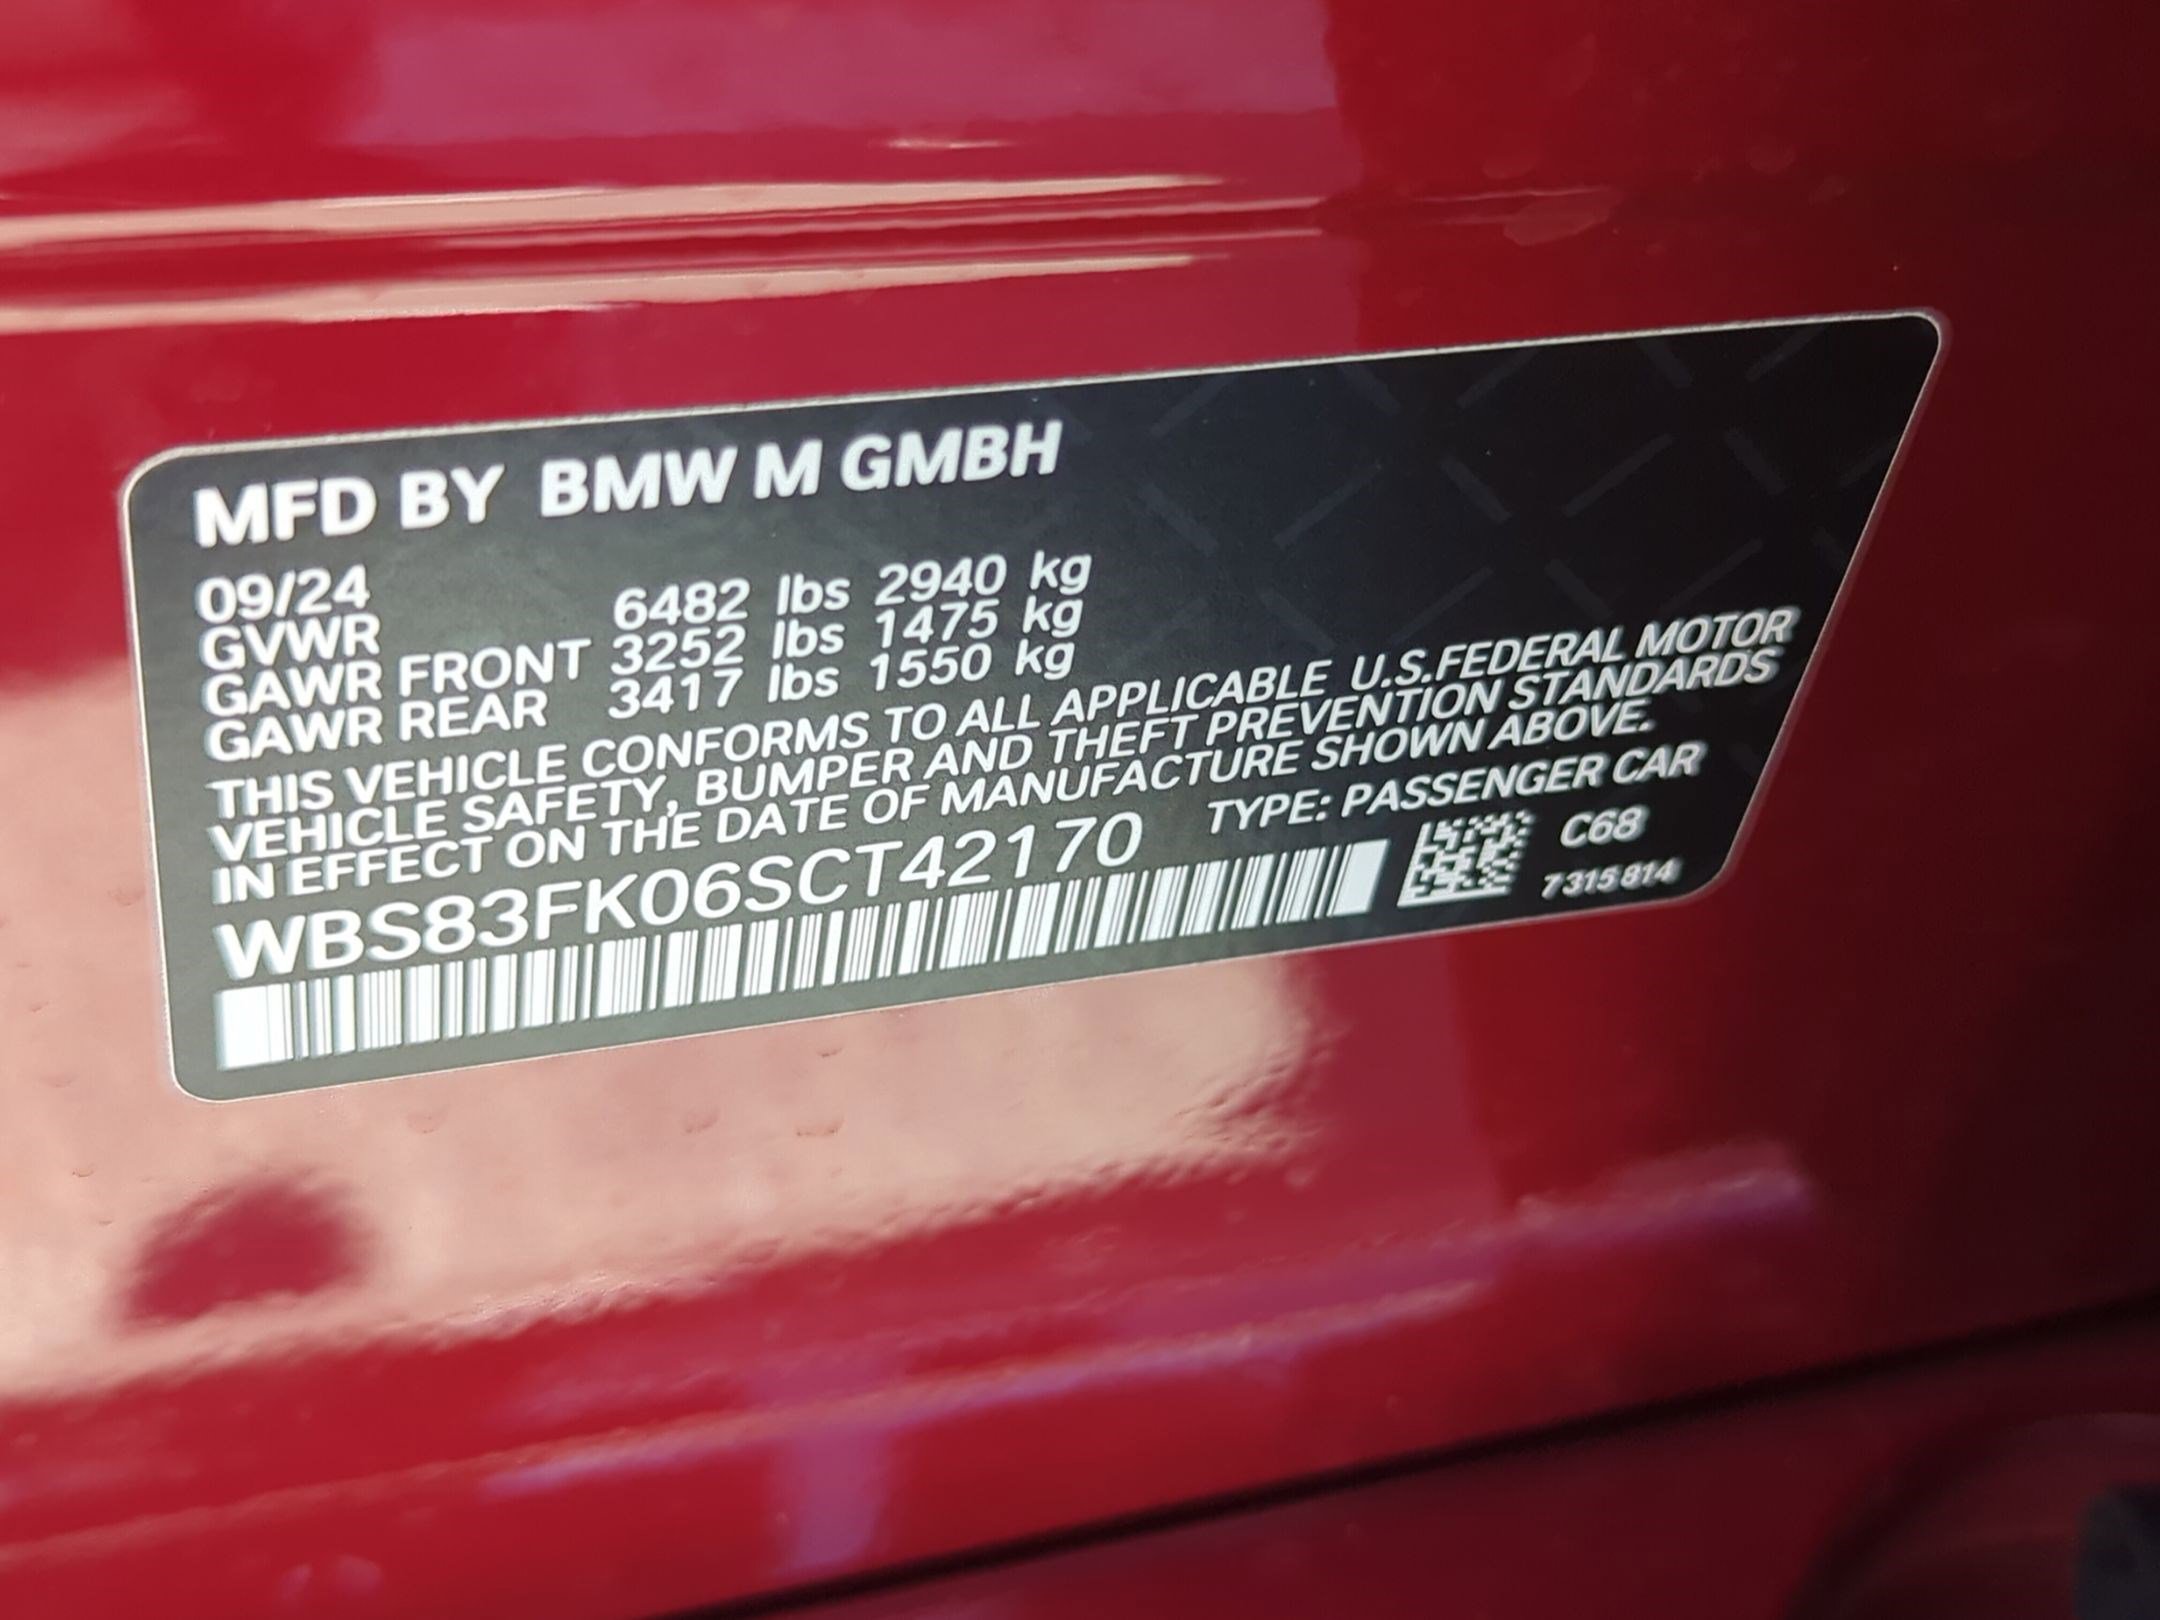 MFD BY BMW M GMBH
09/24
GVWR 6482 lbs 2940 kg
GAWR FRONT 3252 lbs 1475 kg
GAWR REAR 3417 lbs 1550 kg
THIS VEHICLE CONFORMS TO ALL APPLICABLE U.S.FEDERAL MOTOR
VEHICLE SAFETY, BUMPER AND THEFT PREVENTION STANDARDS
IN EFFECT ON THE DATE OF MANUFACTURE SHOWN ABOVE.
WBS83FK06SCT42170 TYPE: PASSENGER CAR
C68
7 315 814